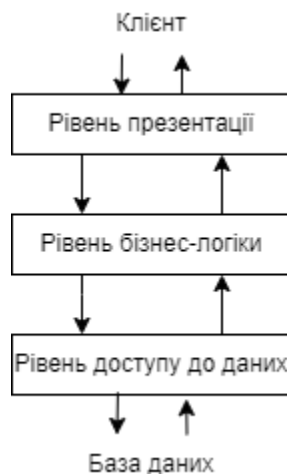 Клієнт
Рівень презентації
Рівень бізнес-логіки
Рівень доступу до даних
База даних